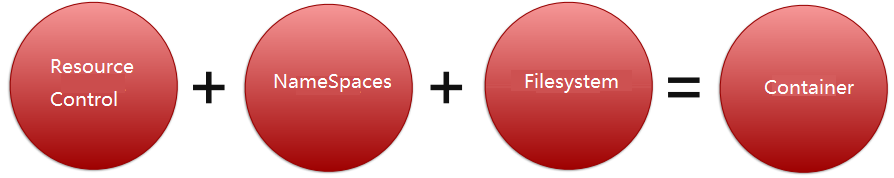 Resource
Control
+
NameSpaces
+
Filesystem
=
Container